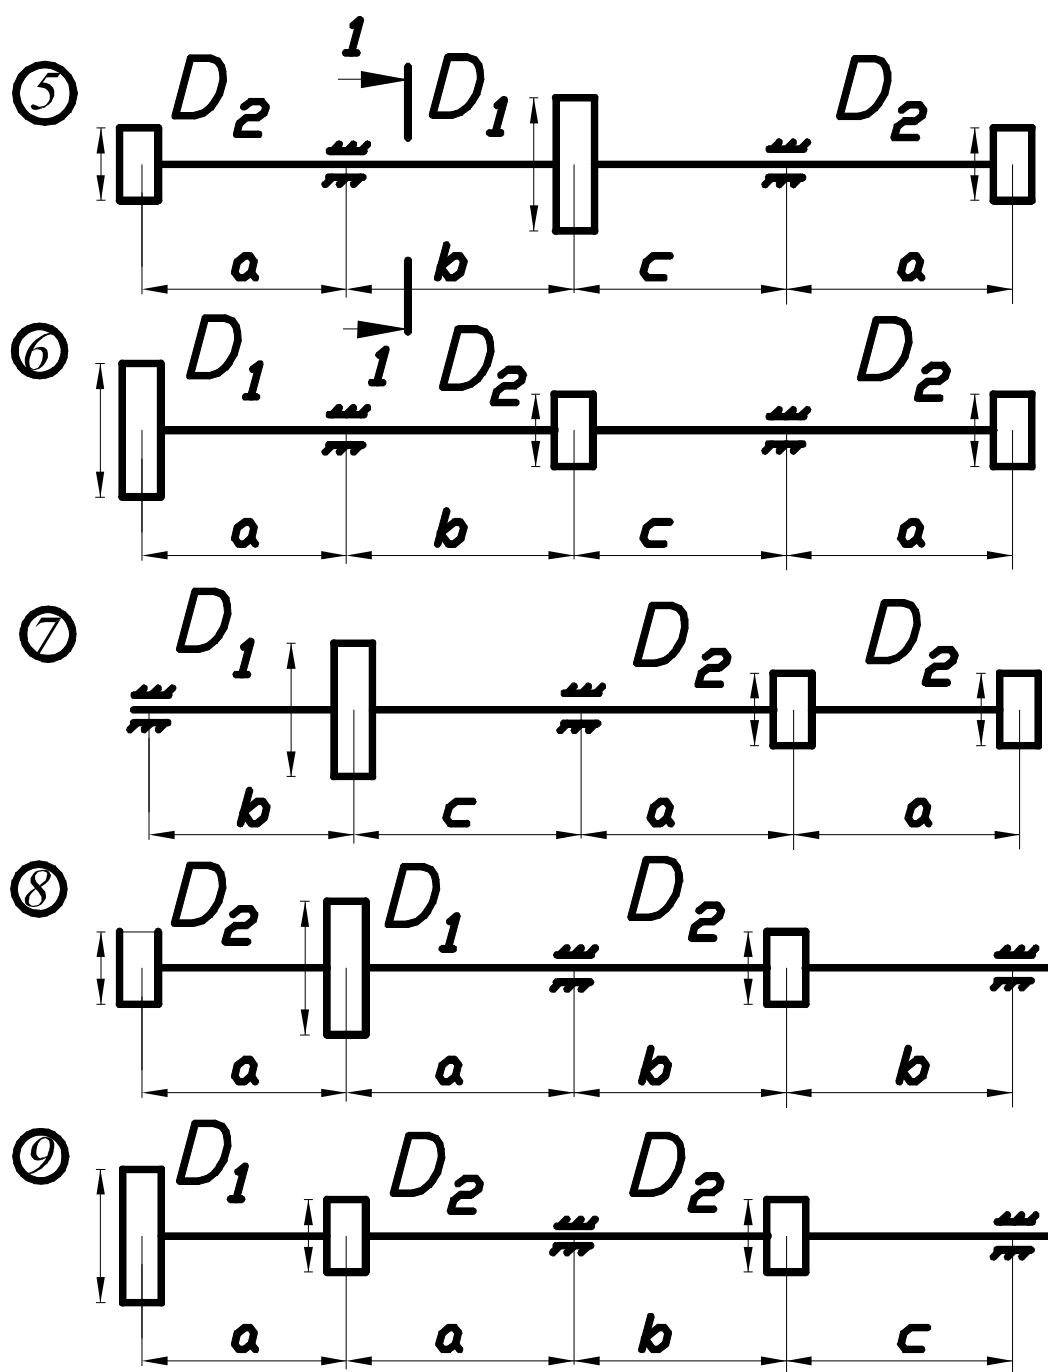 1
5 D2 D1 D2
a b c a
1
6 D1 D2 D2
a b c a
7 D1 D2 D2
b c a a
8 D2 D1 D2
a a b b
9 D1 D2 D2
a a b c